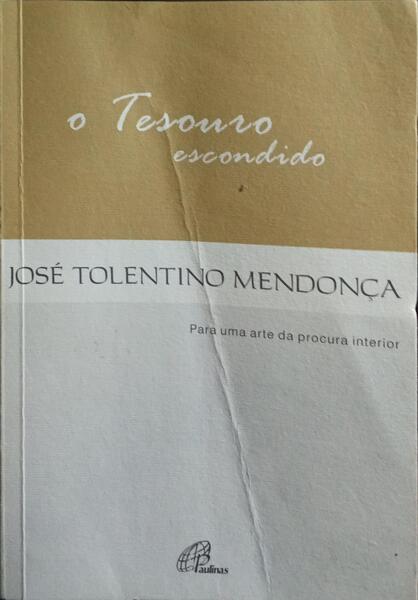 o Tesouro
escondido
JOSÉ TOLENTINO MENDONÇA
Para uma arte da procura interior
Paulinas